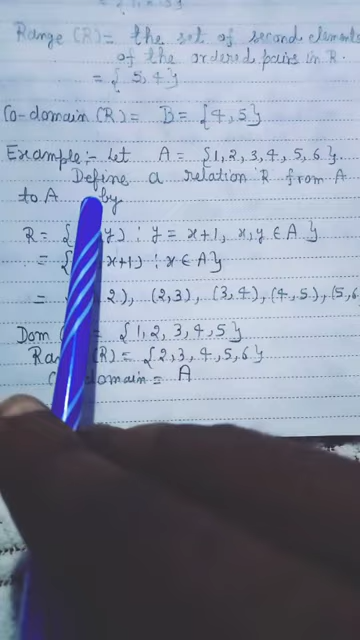 Range (R) = the set of second elements
of the ordered pairs in R.
= {5,4}
Co-domain (R) = B = {4,5}
Example:- Let A = {1,2,3,4,5,6}
Define a relation R from A
to A by
R = { y) : y = x+1, x,y ∈ A}
= { x+1) : x ∈ A}
= 2), (2,3), (3,4), (4,5), (5,6
Dom = {1,2,3,4,5}
Ran (R) = {2,3,4,5,6}
domain = A